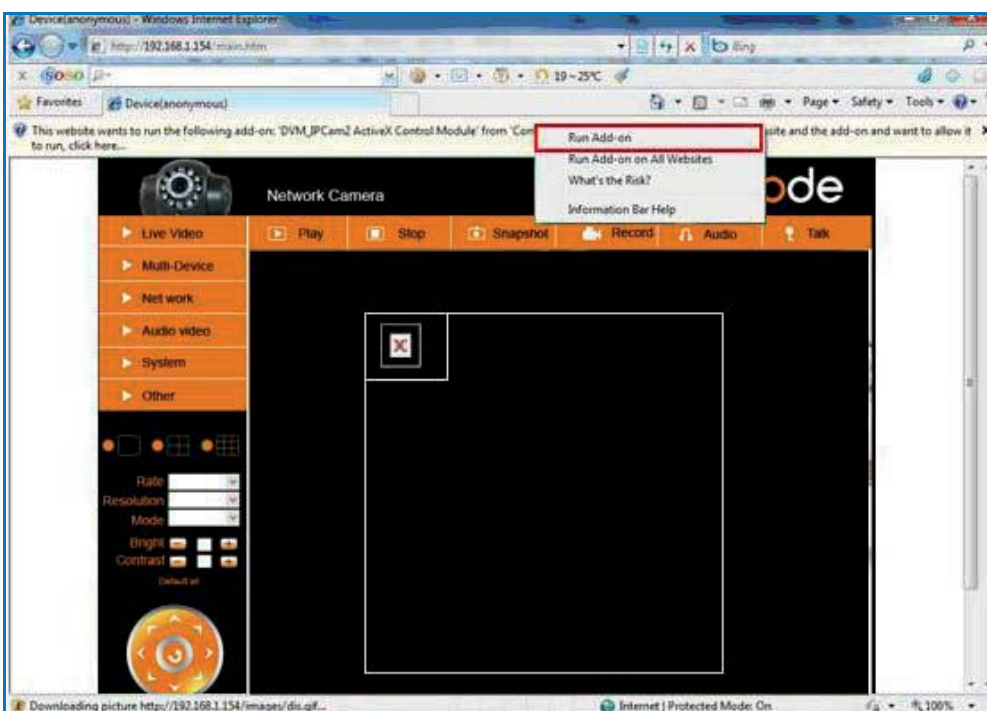 Device(anonymous) - Windows Internet Explorer
http://192.168.1.154/main.htm
Bing
SOSO
19~25℃
Favorites Device(anonymous) Page Safety Tools
This website wants to run the following add-on: 'DVM_IPCam2 ActiveX Control Module' from 'Con site and the add-on and want to allow it
to run, click here...
Run Add-on
Run Add-on on All Websites
What's the Risk?
Information Bar Help
Network Camera
ode
Live Video Play Stop Snapshot Record Audio Talk
Multi-Device
Net work
Audio video
System
Other
Rate
Resolution
Mode
Bright
Contrast
Default all
Downloading picture http://192.168.1.154/images/dis.gif... Internet | Protected Mode: On 100%